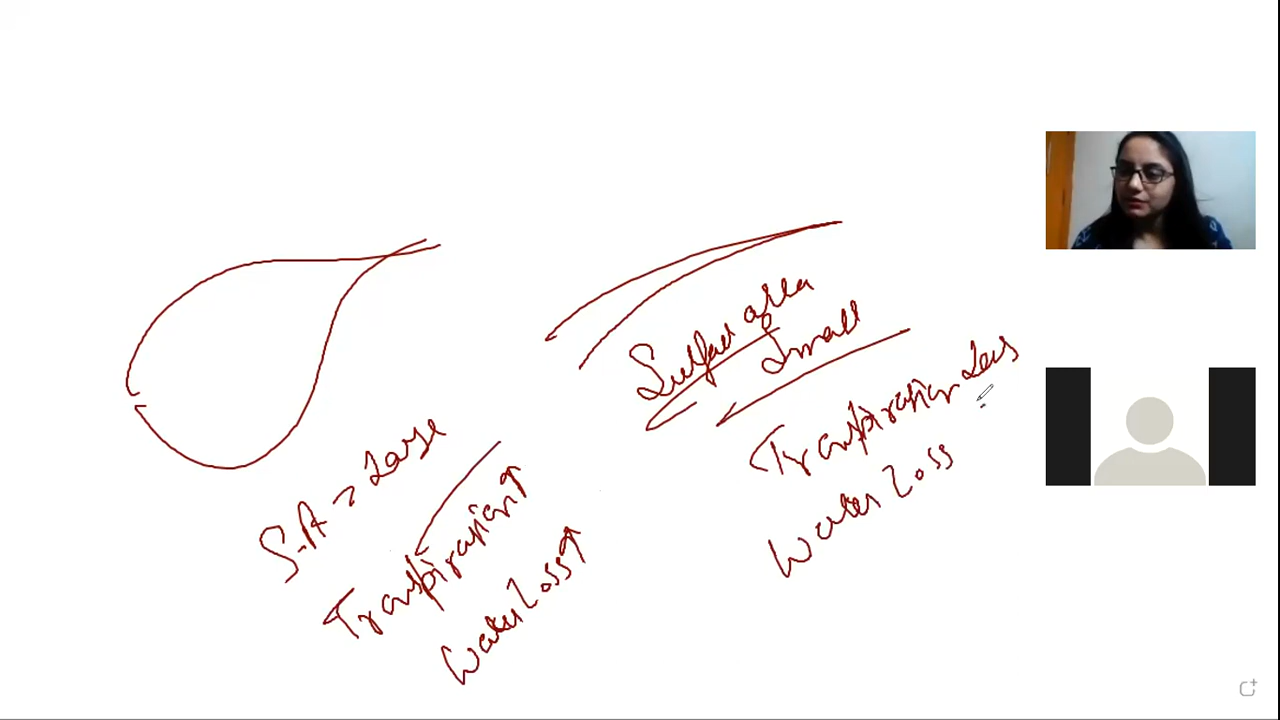 S.A → Large
Transpiration↑
Water Loss↑
Surface area
Small
Transpiration Less
Water Loss